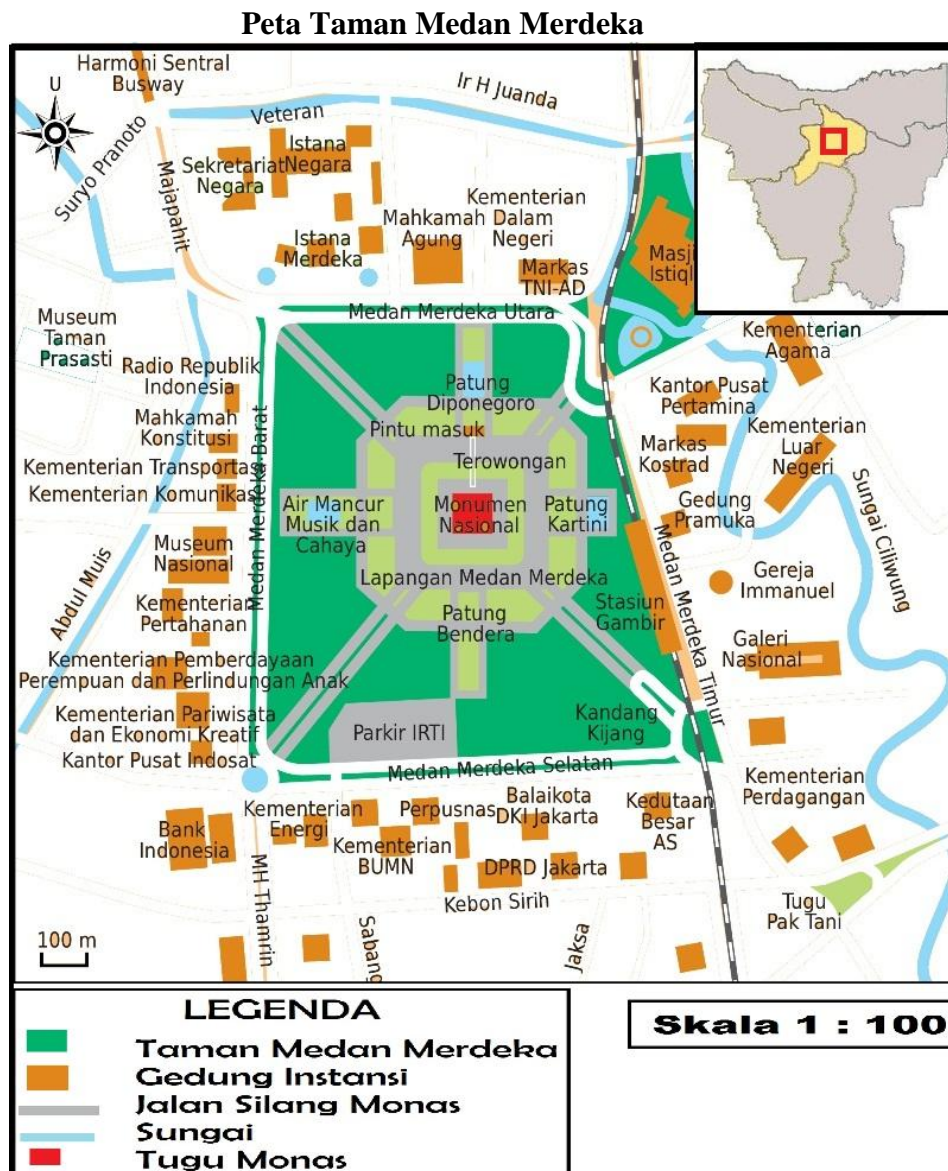 Peta Taman Medan Merdeka
Harmoni Sentral
Busway
U
Suryo Pranoto
Majapahit
Veteran
Ir H Juanda
Istana
Negara
Sekretariat
Negara
Istana
Merdeka
Mahkamah
Agung
Kementerian
Dalam
Negeri
Markas
TNI-AD
Masji
Istiql
Medan Merdeka Utara
Museum
Taman
Prasasti
Radio Republik
Indonesia
Mahkamah
Konstitusi
Kementerian Transportasi
Kementerian Komunikasi
Museum
Nasional
Kementerian
Pertahanan
Kementerian Pemberdayaan
Perempuan dan Perlindungan Anak
Kementerian Pariwisata
dan Ekonomi Kreatif
Kantor Pusat Indosat
Abdul Muis
Medan Merdeka Barat
Patung
Diponegoro
Pintu masuk
Terowongan
Air Mancur
Musik dan
Cahaya
Monumen
Nasional
Patung
Kartini
Lapangan Medan Merdeka
Patung
Bendera
Parkir IRTI
Kandang
Kijang
Stasiun
Gambir
Medan Merdeka Timur
Medan Merdeka Selatan
Kementerian
Agama
Kantor Pusat
Pertamina
Markas
Kostrad
Kementerian
Luar
Negeri
Gedung
Pramuka
Sungai Ciliwung
Gereja
Immanuel
Galeri
Nasional
Kementerian
Perdagangan
Bank
Indonesia
Kementerian
Energi
Perpusnas
Kementerian
BUMN
Balaikota
DKI Jakarta
DPRD Jakarta
Kedutaan
Besar
AS
Kebon Sirih
MH Thamrin
Sabang
Jaksa
Tugu
Pak Tani
100 m
LEGENDA
Taman Medan Merdeka
Gedung Instansi
Jalan Silang Monas
Sungai
Tugu Monas
Skala 1 : 100